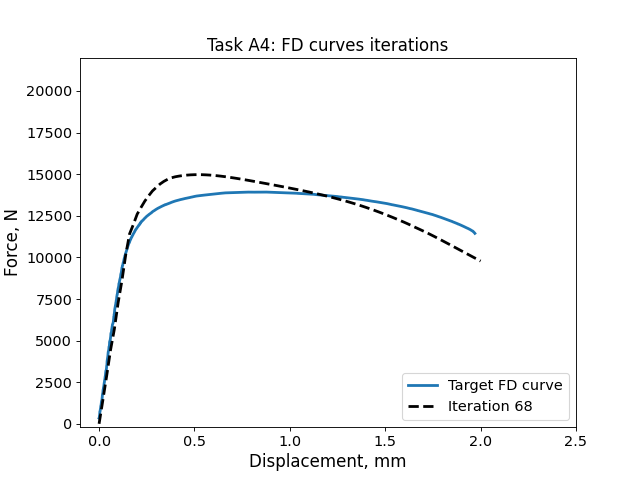 Task A4: FD curves iterations
Force, N
20000
17500
15000
12500
10000
7500
5000
2500
0
0.0 0.5 1.0 1.5 2.0 2.5
Displacement, mm
Target FD curve
Iteration 68